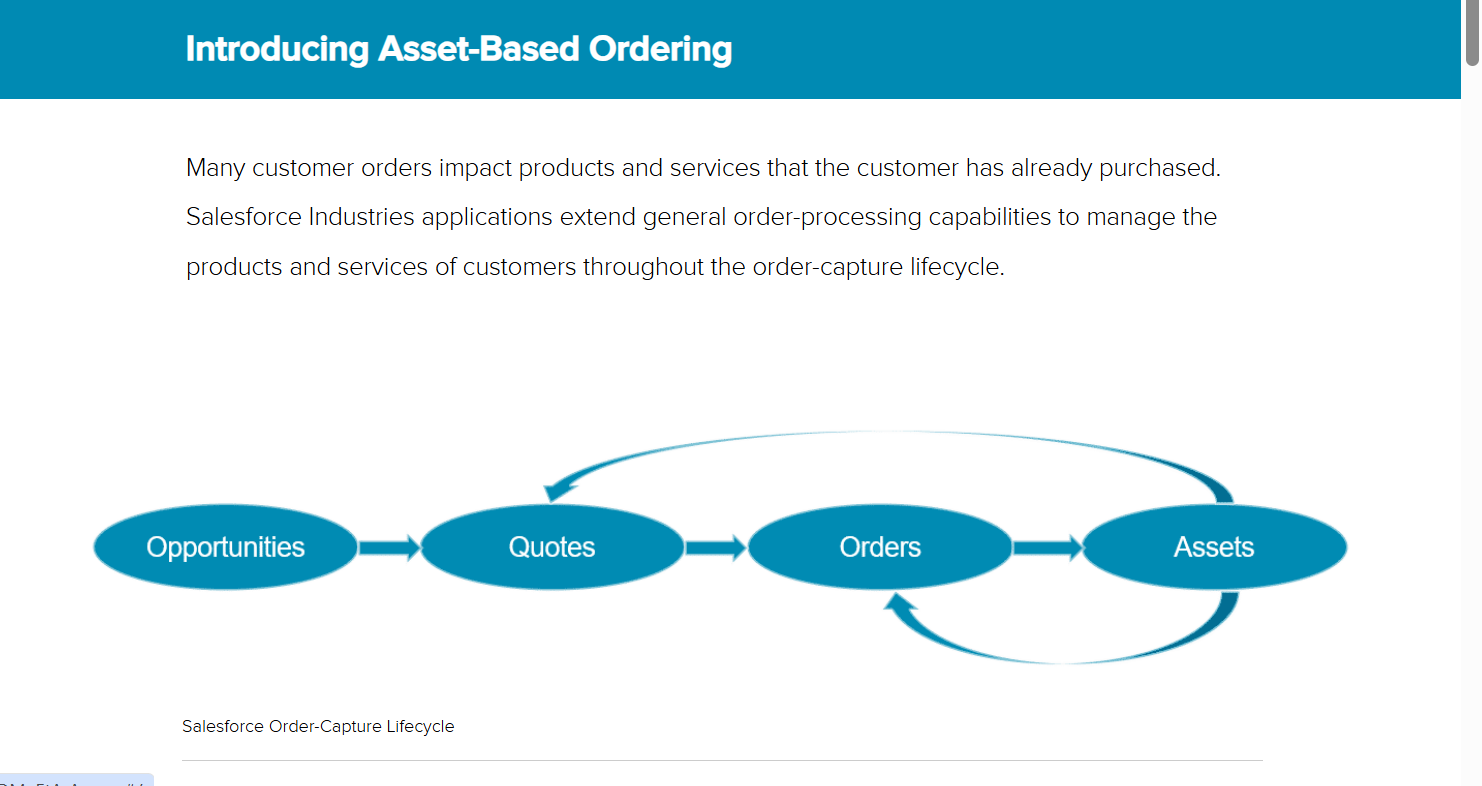 Introducing Asset-Based Ordering
Many customer orders impact products and services that the customer has already purchased.
Salesforce Industries applications extend general order-processing capabilities to manage the
products and services of customers throughout the order-capture lifecycle.
Opportunities
Quotes
Orders
Assets
Salesforce Order-Capture Lifecycle